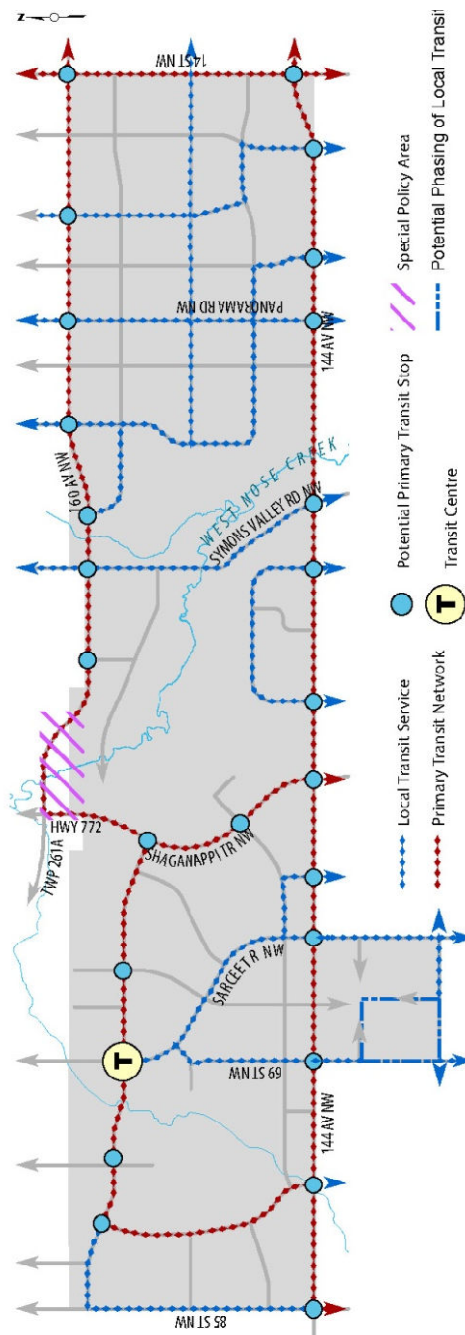 N
14 ST NW
160 AV NW
PANORAMA RD NW
144 AV NW
WEST NOSE CREEK
SYMONS VALLEY RD NW
HWY 772
TWP 261A
SHAGANAPPI TR NW
SARCEE TR NW
T
69 ST NW
144 AV NW
85 ST NW
Local Transit Service
Primary Transit Network
Potential Primary Transit Stop
T
Transit Centre
Special Policy Area
Potential Phasing of Local Transit